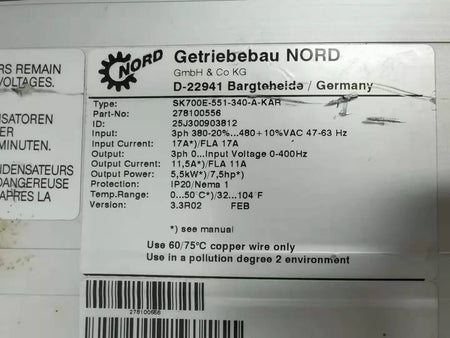 RS REMAIN
VOLTAGES.
NSATOREN
ER
MINUTEN.
NDENSATEURS
DANGEREUSE
APRES LA
NORD
Getriebebau NORD
GmbH & Co KG
D-22941 Bargteheide / Germany
Type: SK700E-551-340-A-KAR
Part-No: 278100556
ID: 25J300903812
Input: 3ph 380-20%...480+10%VAC 47-63 Hz
Input Current: 17A*)/FLA 17A
Output: 3ph 0...Input Voltage 0-400Hz
Output Current: 11,5A*)/FLA 11A
Output Power: 5,5kW*)/7,5hp*)
Protection: IP20/Nema 1
Temp.Range: 0...50°C*)/32...104°F
Version: 3.3R02 FEB
*) see manual
Use 60/75°C copper wire only
Use in a pollution degree 2 environment
278100556